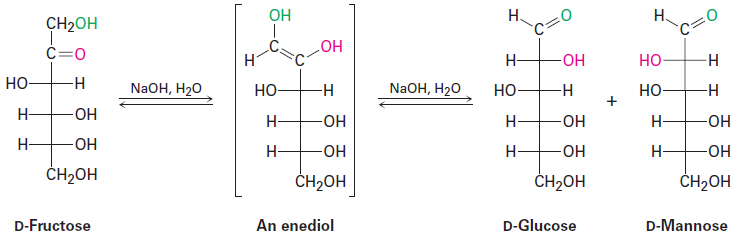 CH2OH
C=O
HO H
H OH
H OH
CH2OH
D-Fructose
NaOH, H2O
OH
H C OH
C
HO H
H OH
H OH
CH2OH
An enediol
NaOH, H2O
H O
C
H OH
HO H
H OH
H OH
CH2OH
D-Glucose
+
H O
C
HO H
HO H
H OH
H OH
CH2OH
D-Mannose